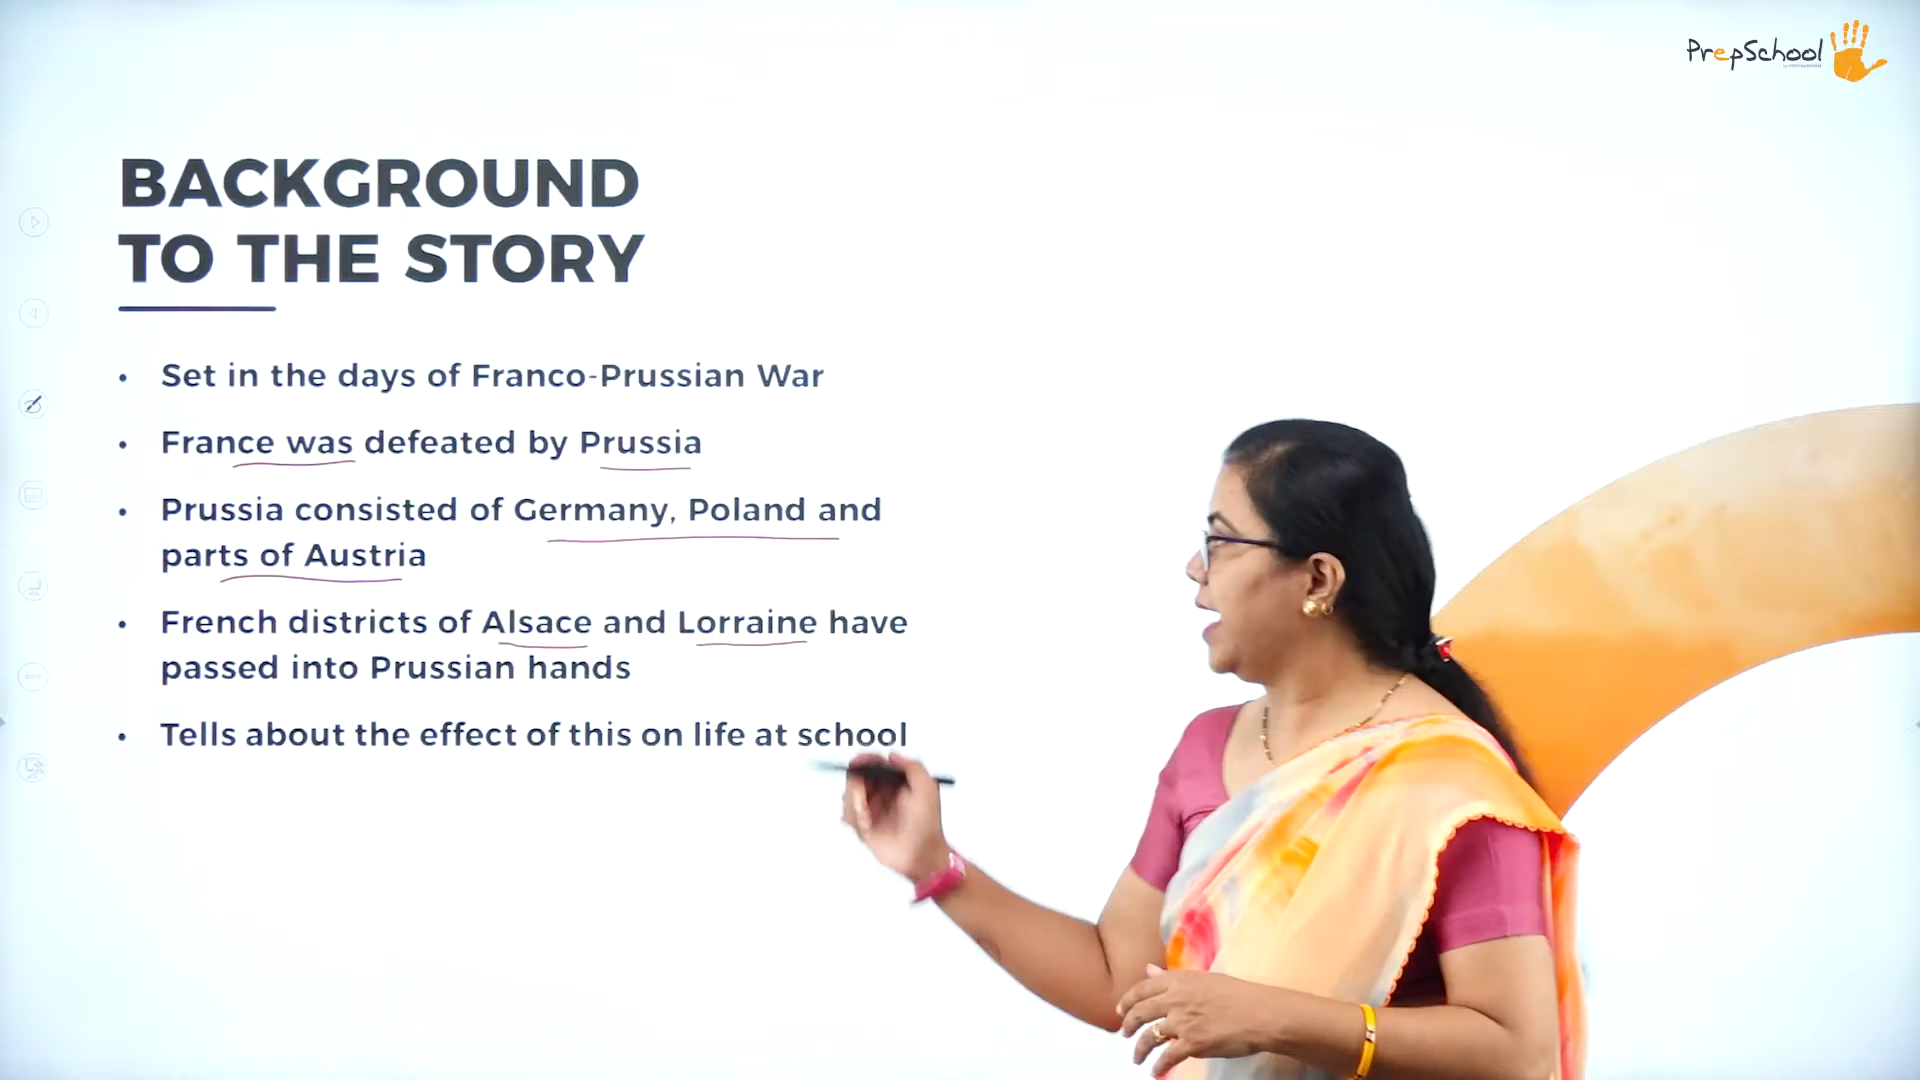 PrepSchool
BACKGROUND
TO THE STORY
• Set in the days of Franco-Prussian War
• France was defeated by Prussia
• Prussia consisted of Germany, Poland and
parts of Austria
• French districts of Alsace and Lorraine have
passed into Prussian hands
• Tells about the effect of this on life at school